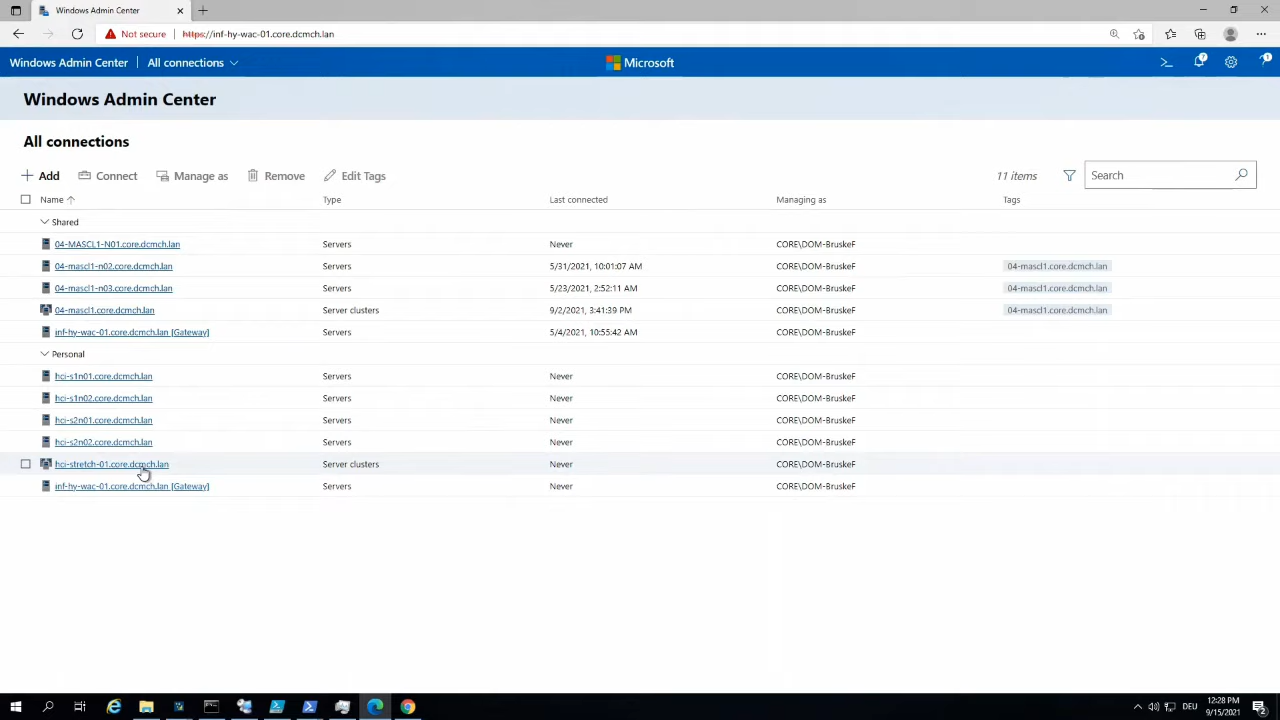 Windows Admin Center
Not secure https://inf-hy-wac-01.core.dcmch.lan
Windows Admin Center All connections Microsoft
Windows Admin Center
All connections
Add Connect Manage as Remove Edit Tags 11 items Search
Name Type Last connected Managing as Tags
Shared
04-MASCL1-N01.core.dcmch.lan Servers Never CORE\DOM-BruskeF
04-mascl1-n02.core.dcmch.lan Servers 5/31/2021, 10:01:07 AM CORE\DOM-BruskeF 04-mascl1.core.dcmch.lan
04-mascl1-n03.core.dcmch.lan Servers 5/23/2021, 2:52:11 AM CORE\DOM-BruskeF 04-mascl1.core.dcmch.lan
04-mascl1.core.dcmch.lan Server clusters 9/2/2021, 3:41:39 PM CORE\DOM-BruskeF 04-mascl1.core.dcmch.lan
inf-hy-wac-01.core.dcmch.lan [Gateway] Servers 5/4/2021, 10:55:42 AM CORE\DOM-BruskeF
Personal
hci-s1n01.core.dcmch.lan Servers Never CORE\DOM-BruskeF
hci-s1n02.core.dcmch.lan Servers Never CORE\DOM-BruskeF
hci-s2n01.core.dcmch.lan Servers Never CORE\DOM-BruskeF
hci-s2n02.core.dcmch.lan Servers Never CORE\DOM-BruskeF
hci-stretch-01.core.dcmch.lan Server clusters Never CORE\DOM-BruskeF
inf-hy-wac-01.core.dcmch.lan [Gateway] Servers Never CORE\DOM-BruskeF
DEU 12:28 PM
9/15/2021